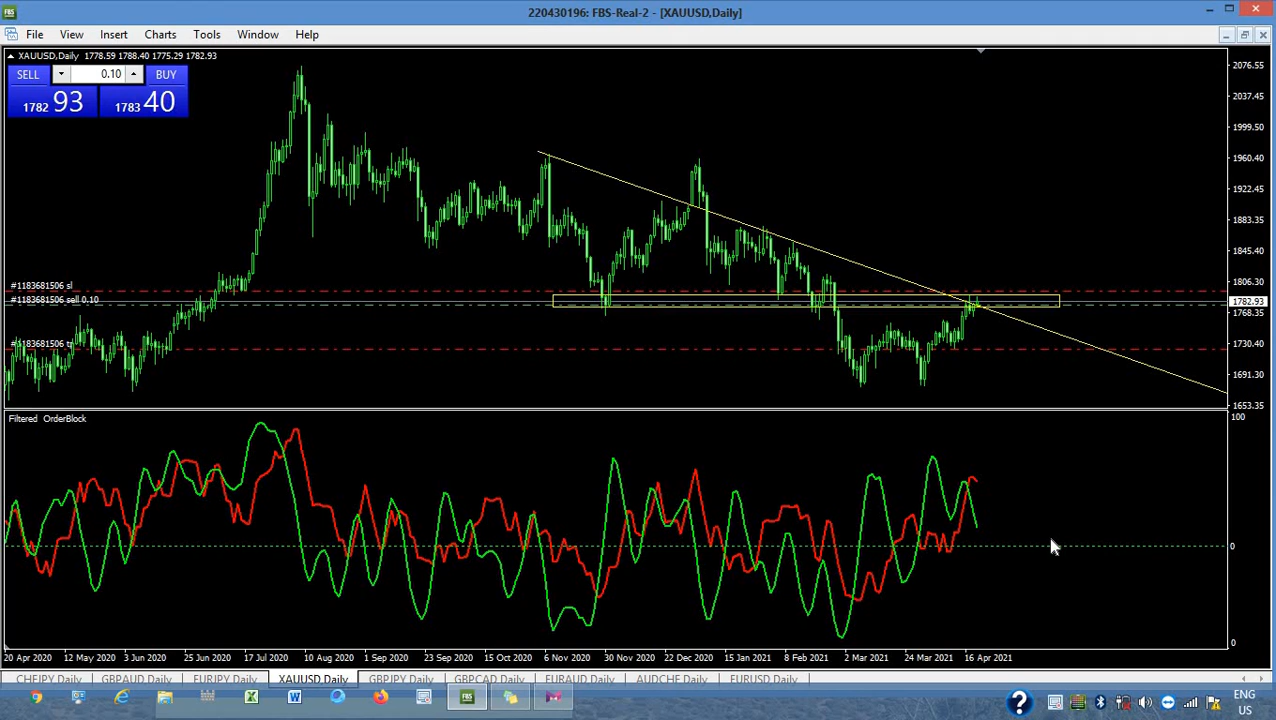 220430196: FBS-Real-2 - [XAUUSD,Daily]
File View Insert Charts Tools Window Help
XAUUSD,Daily 1778.59 1788.40 1775.29 1782.93
SELL 0.10 BUY
1782 93 1783 40
2076.55
2037.45
1999.50
1960.40
1922.45
1883.35
1845.40
1806.30
#1183681506 sl
#1183681506 sell 0.10
1782.93
1768.35
#1183681506 tp
1730.40
1691.30
1653.35
Filtered OrderBlock
100
0
0
20 Apr 2020 12 May 2020 3 Jun 2020 25 Jun 2020 17 Jul 2020 10 Aug 2020 1 Sep 2020 23 Sep 2020 15 Oct 2020 6 Nov 2020 30 Nov 2020 22 Dec 2020 15 Jan 2021 8 Feb 2021 2 Mar 2021 24 Mar 2021 16 Apr 2021
CHFJPY,Daily GBPAUD,Daily EURJPY,Daily XAUUSD,Daily GBPJPY,Daily GBPCAD,Daily EURAUD,Daily AUDCHF,Daily EURUSD,Daily
FBS
ENG
US